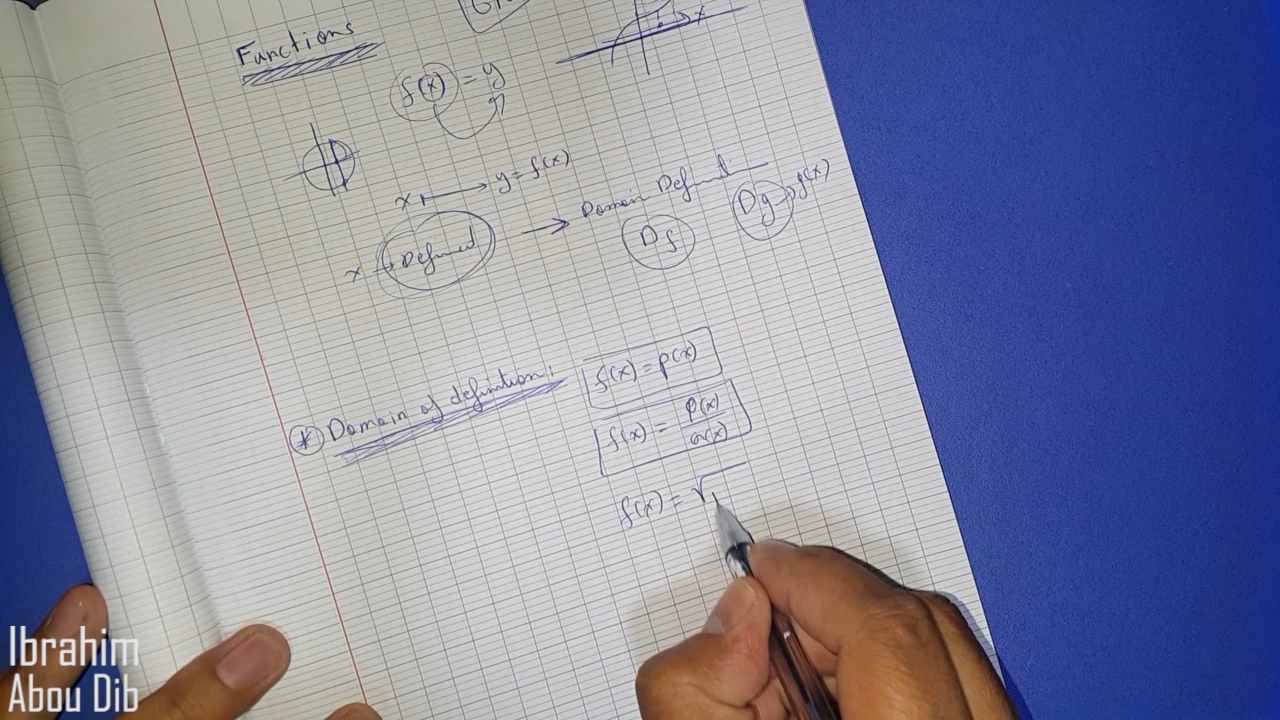 Functions
x
f(x) = y
x ↦ y = f(x)
x → Defined → Domain Defined
Df Dg → g(x)
* Domain of definition:
f(x) = P(x)
f(x) = P(x)/Q(x)
f(x) = √
Ibrahim
Abou Dib